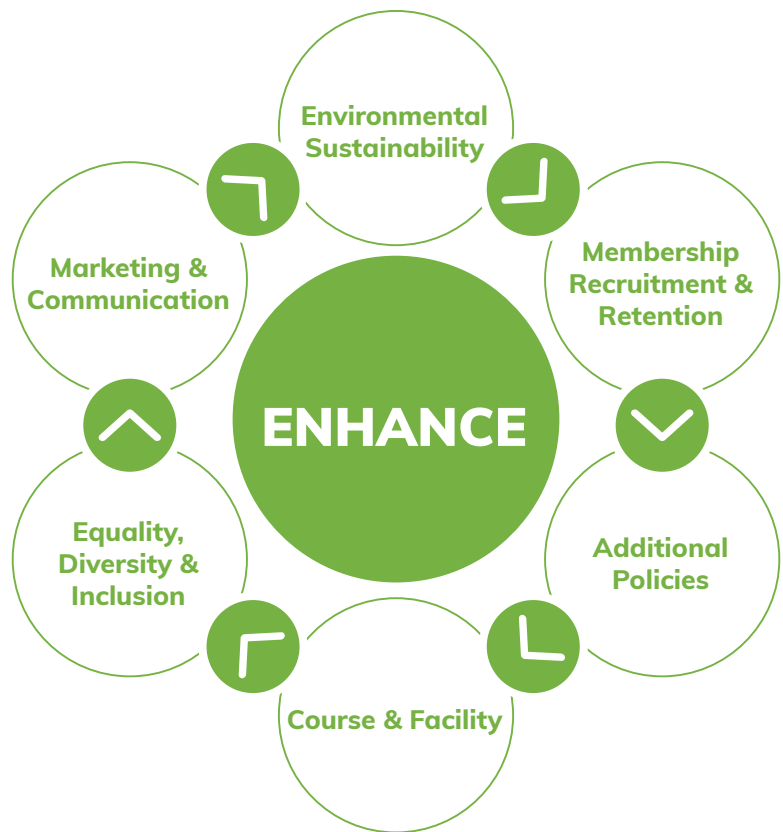 Environmental
Sustainability
Membership
Recruitment &
Retention
Additional
Policies
Course & Facility
Equality,
Diversity &
Inclusion
Marketing &
Communication
ENHANCE